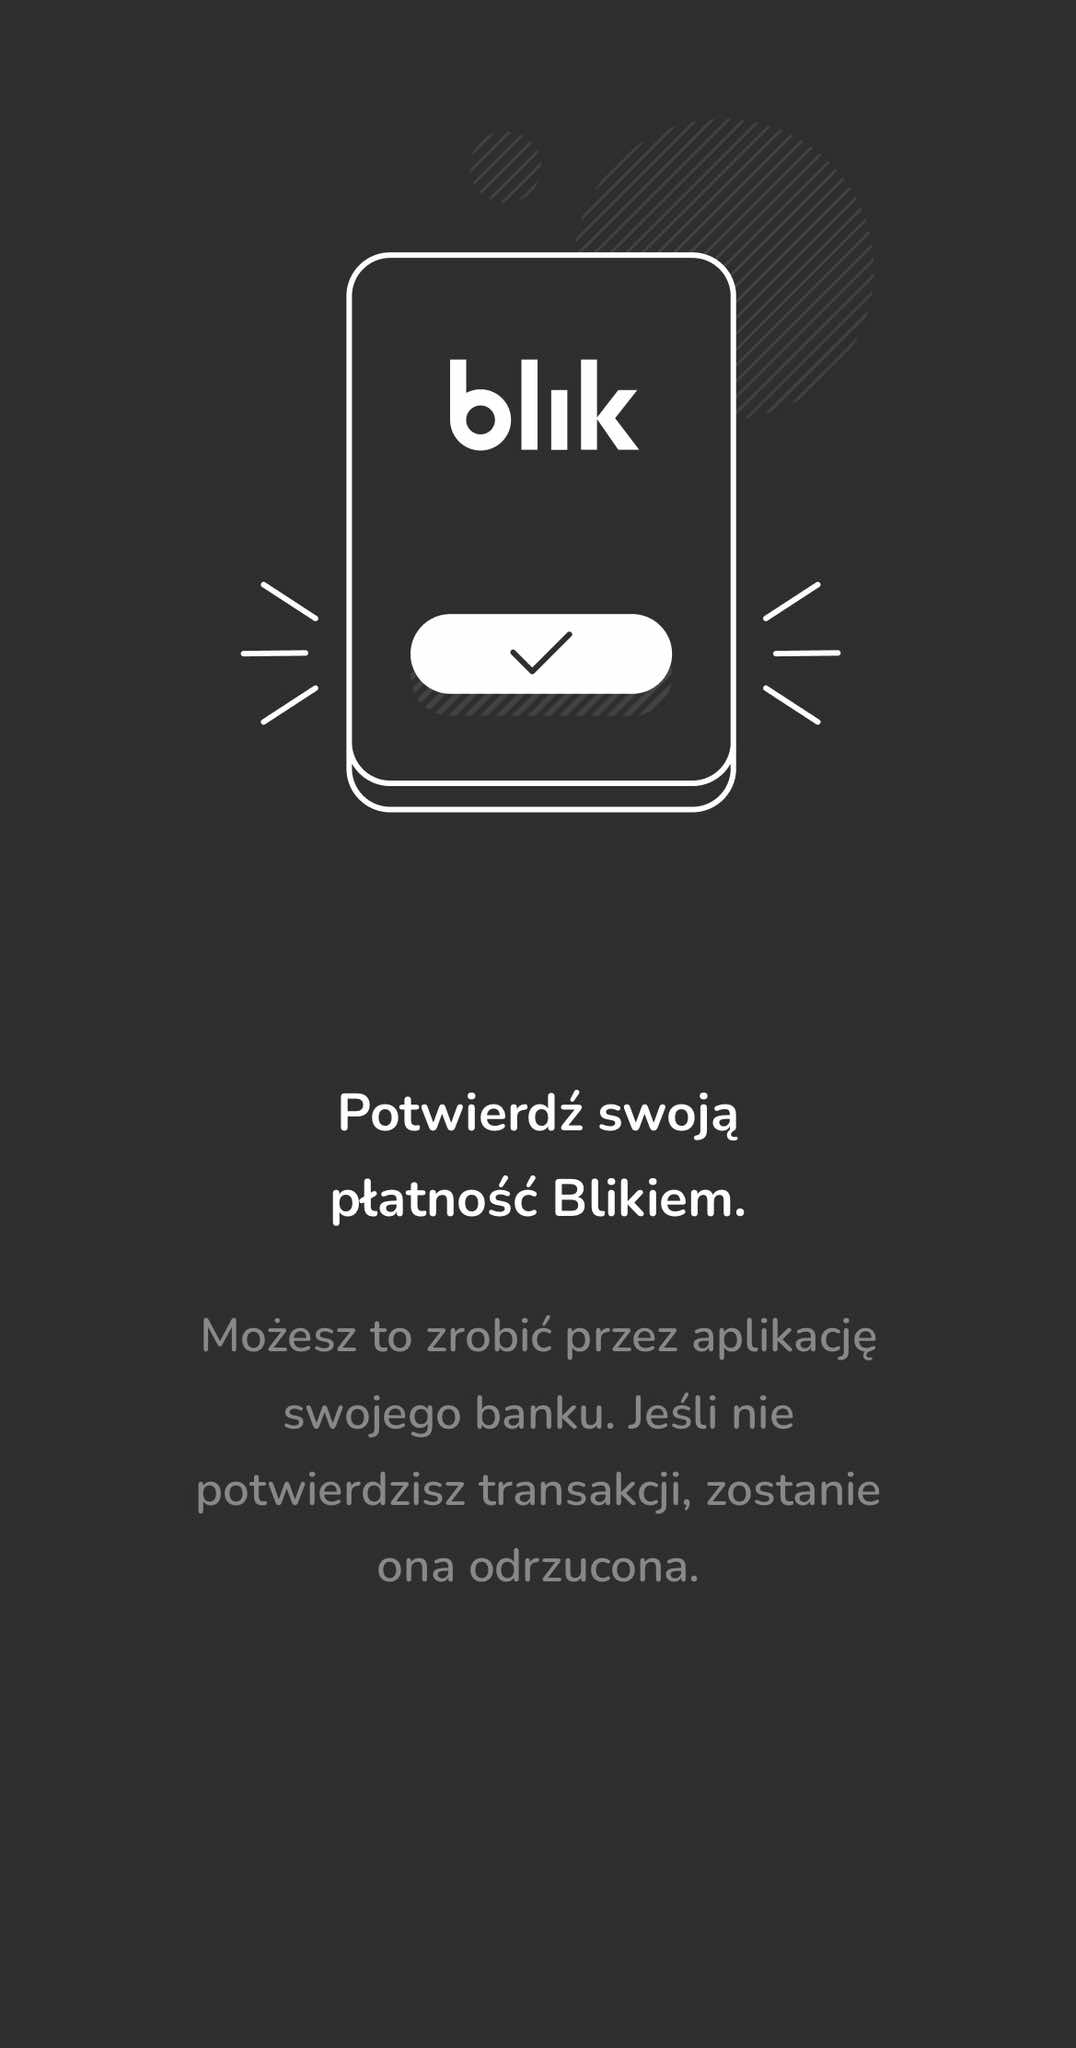 blik
Potwierdź swoją
płatność Blikiem.
Możesz to zrobić przez aplikację
swojego banku. Jeśli nie
potwierdzisz transakcji, zostanie
ona odrzucona.